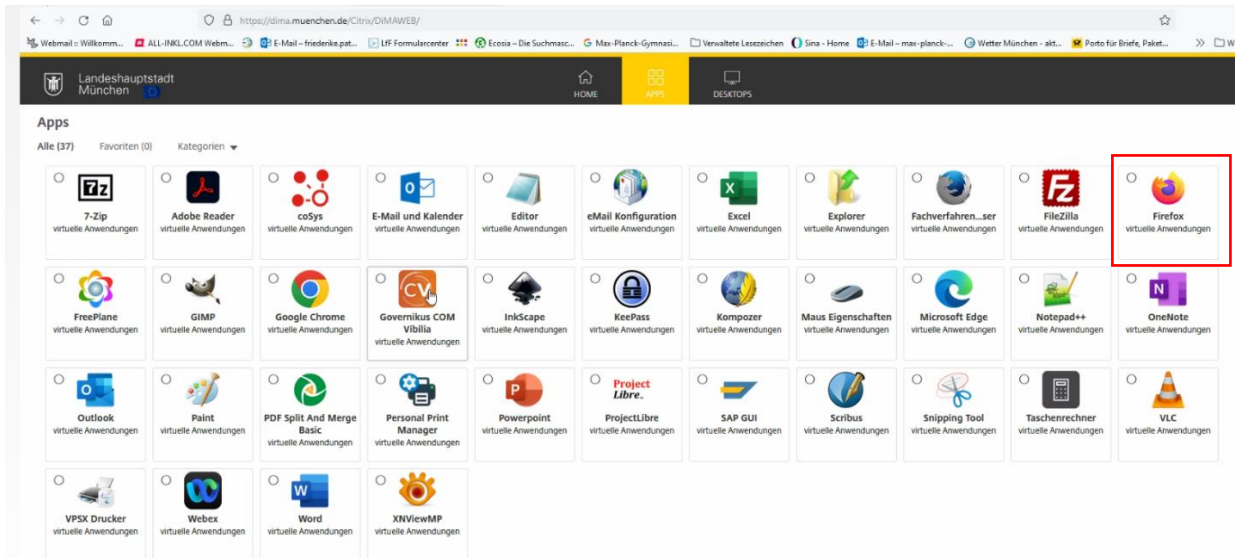 https://dima.muenchen.de/Citrix/DiMAWEB/
Webmail :: Willkomm... ALL-INKL.COM Webm... E-Mail – friederike.pat... LfF Formularcenter Ecosia – Die Suchmasc... Max-Planck-Gymnasi... Verwaltete Lesezeichen Sina - Home E-Mail – max-planck-... Wetter München - akt... Porto für Briefe, Paket... W
Landeshauptstadt
München
HOME APPS DESKTOPS
Apps
Alle (37) Favoriten (0) Kategorien
7z
7-Zip
virtuelle Anwendungen
Adobe Reader
virtuelle Anwendungen
coSys
virtuelle Anwendungen
E-Mail und Kalender
virtuelle Anwendungen
Editor
virtuelle Anwendungen
eMail Konfiguration
virtuelle Anwendungen
Excel
virtuelle Anwendungen
Explorer
virtuelle Anwendungen
Fachverfahren...ser
virtuelle Anwendungen
Fz
FileZilla
virtuelle Anwendungen
Firefox
virtuelle Anwendungen
FreePlane
virtuelle Anwendungen
GIMP
virtuelle Anwendungen
Google Chrome
virtuelle Anwendungen
CV
Governikus COM
Vibilia
virtuelle Anwendungen
InkScape
virtuelle Anwendungen
KeePass
virtuelle Anwendungen
Kompozer
virtuelle Anwendungen
Maus Eigenschaften
virtuelle Anwendungen
Microsoft Edge
virtuelle Anwendungen
Notepad++
virtuelle Anwendungen
N
OneNote
virtuelle Anwendungen
Outlook
virtuelle Anwendungen
Paint
virtuelle Anwendungen
PDF Split And Merge
Basic
virtuelle Anwendungen
Personal Print
Manager
virtuelle Anwendungen
P
Powerpoint
virtuelle Anwendungen
Project
Libre
ProjectLibre
virtuelle Anwendungen
SAP GUI
virtuelle Anwendungen
Scribus
virtuelle Anwendungen
Snipping Tool
virtuelle Anwendungen
Taschenrechner
virtuelle Anwendungen
VLC
virtuelle Anwendungen
VPSX Drucker
virtuelle Anwendungen
Webex
virtuelle Anwendungen
W
Word
virtuelle Anwendungen
XNViewMP
virtuelle Anwendungen